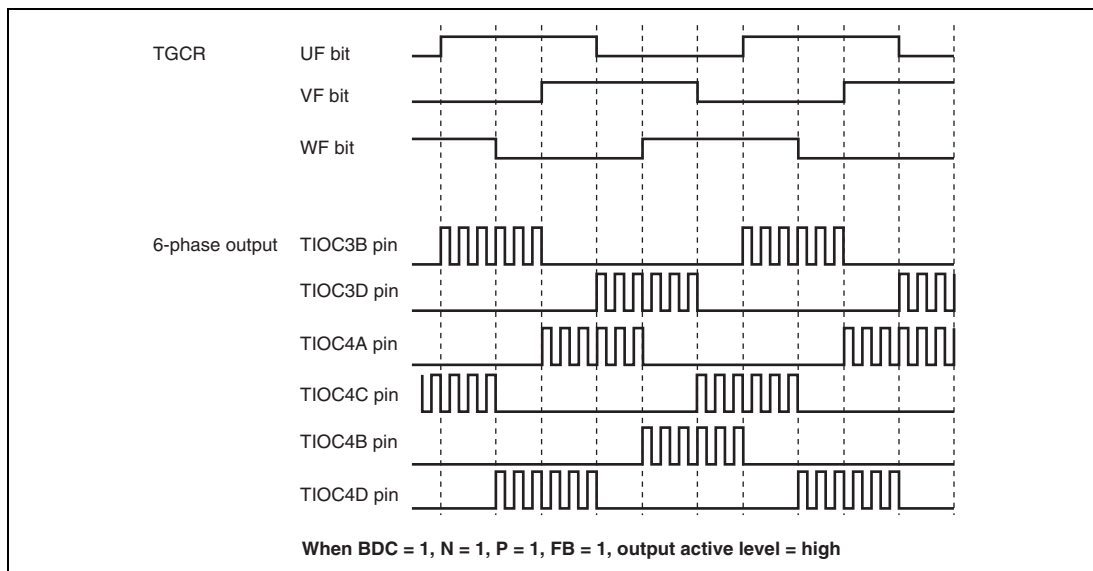 TGCR UF bit
VF bit
WF bit
6-phase output TIOC3B pin
TIOC3D pin
TIOC4A pin
TIOC4C pin
TIOC4B pin
TIOC4D pin
When BDC = 1, N = 1, P = 1, FB = 1, output active level = high